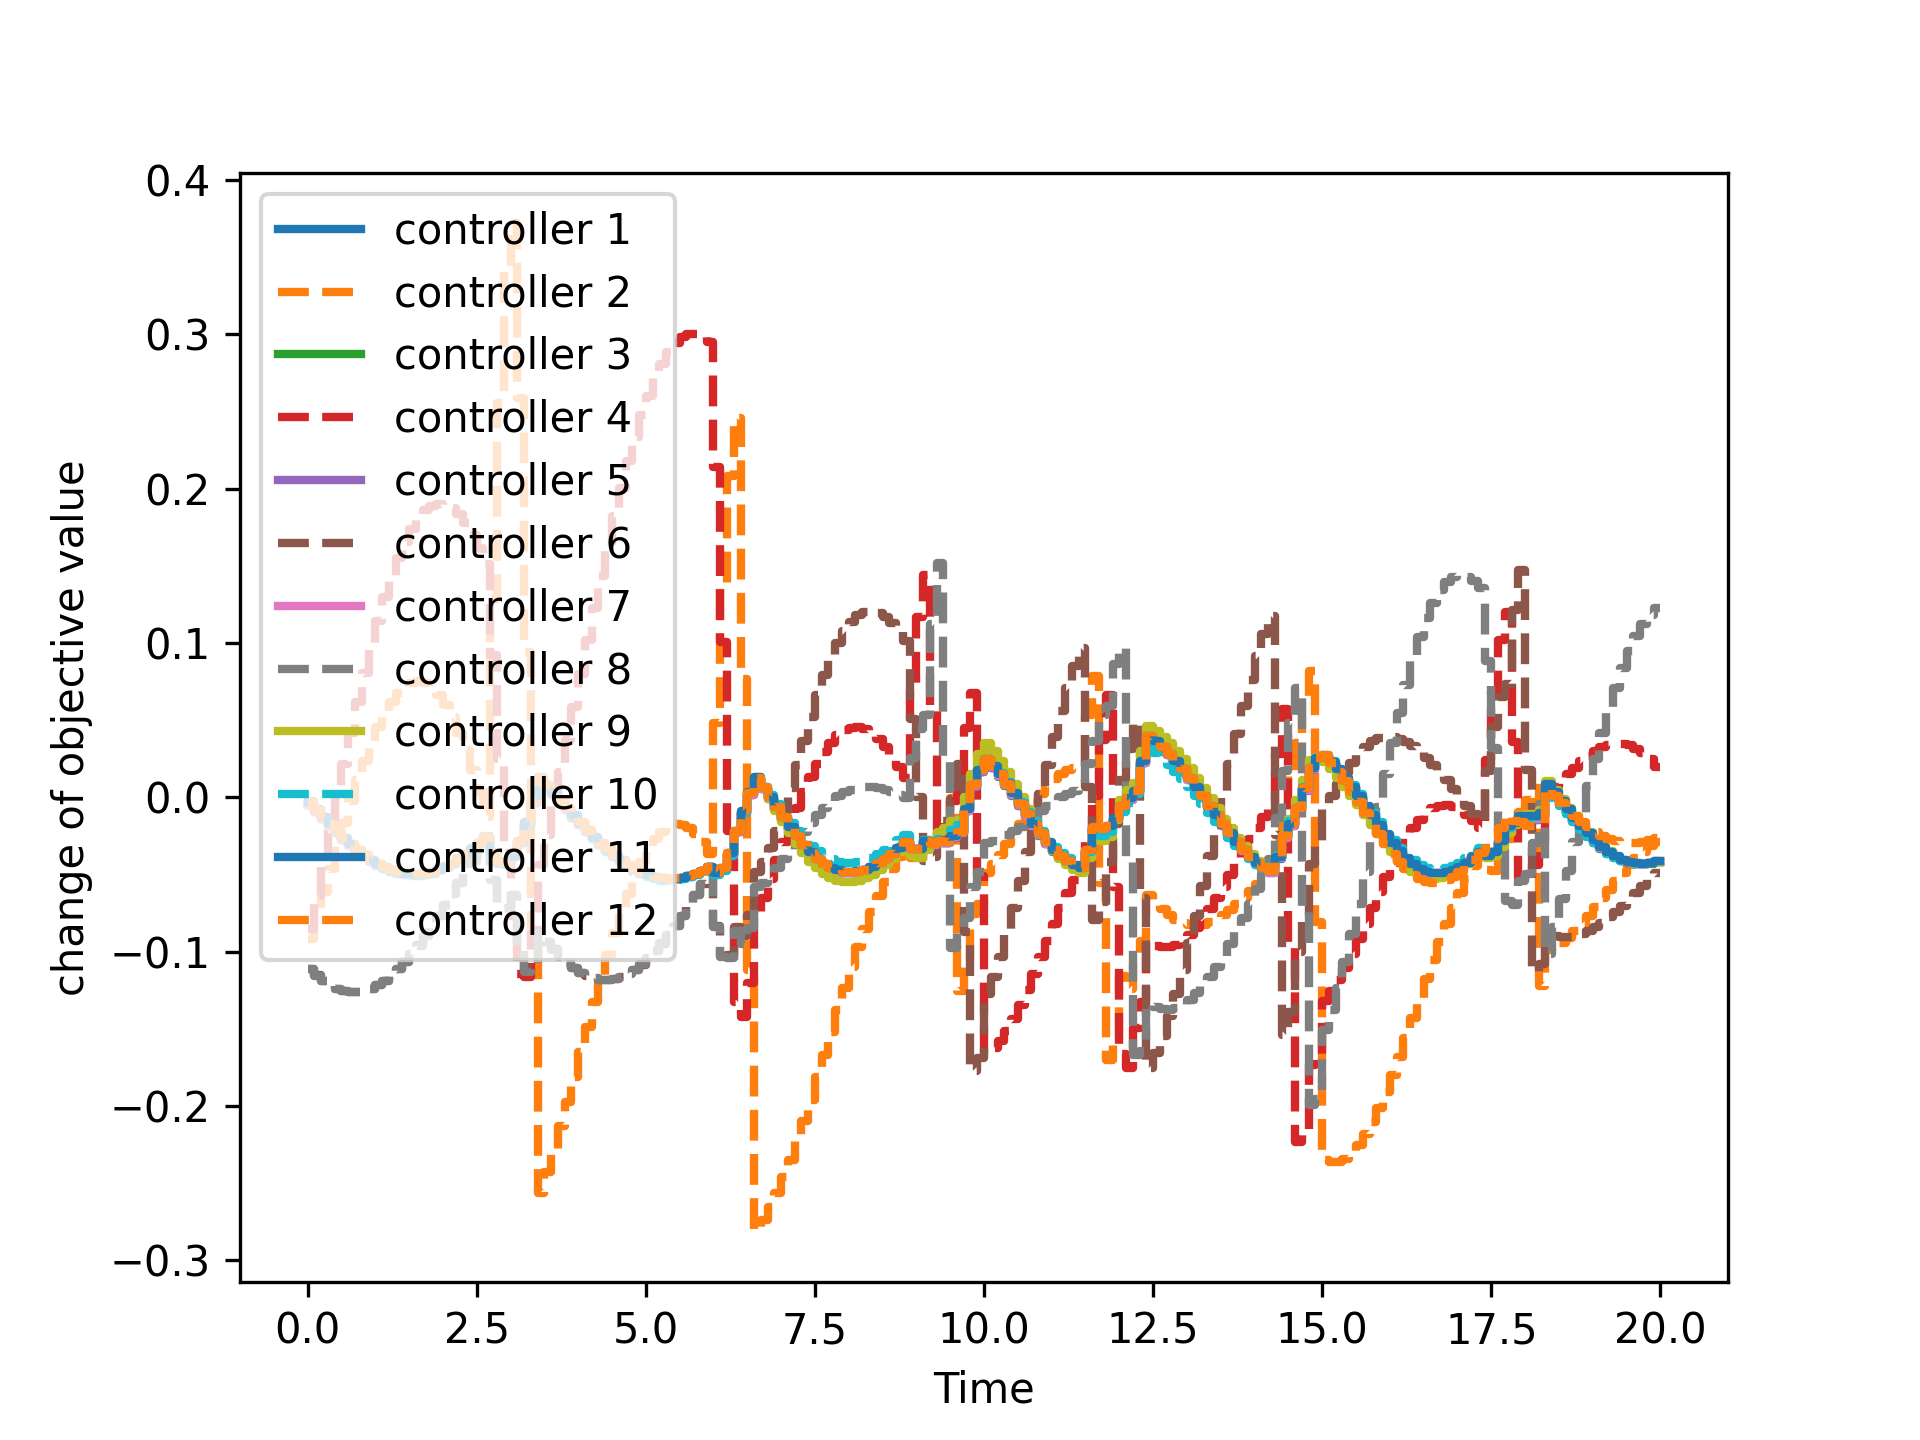 change of objective value
0.4
0.3
0.2
0.1
0.0
−0.1
−0.2
−0.3
controller 1
controller 2
controller 3
controller 4
controller 5
controller 6
controller 7
controller 8
controller 9
controller 10
controller 11
controller 12
0.0 2.5 5.0 7.5 10.0 12.5 15.0 17.5 20.0
Time